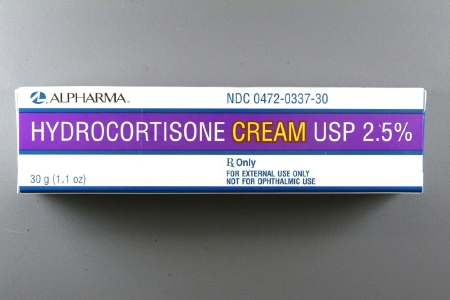 ALPHARMA™ NDC 0472-0337-30
HYDROCORTISONE CREAM USP 2.5%
℞ Only
30 g (1.1 oz) FOR EXTERNAL USE ONLY
NOT FOR OPHTHALMIC USE